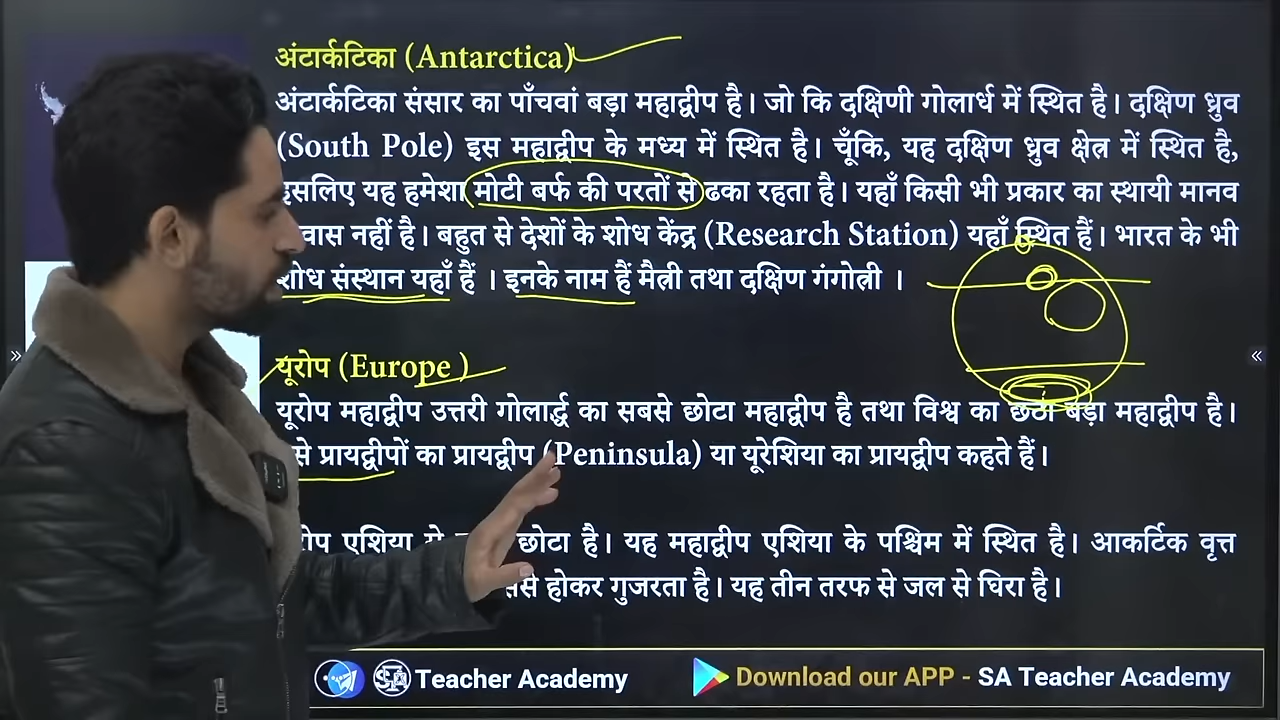 अंटार्कटिका (Antarctica)
अंटार्कटिका संसार का पाँचवां बड़ा महाद्वीप है। जो कि दक्षिणी गोलार्ध में स्थित है। दक्षिण ध्रुव
(South Pole) इस महाद्वीप के मध्य में स्थित है। चूँकि, यह दक्षिण ध्रुव क्षेत्र में स्थित है,
इसलिए यह हमेशा मोटी बर्फ की परतों से ढका रहता है। यहाँ किसी भी प्रकार का स्थायी मानव
वास नहीं है। बहुत से देशों के शोध केंद्र (Research Station) यहाँ स्थित हैं। भारत के भी
शोध संस्थान यहाँ हैं । इनके नाम हैं मैत्री तथा दक्षिण गंगोत्री ।
यूरोप (Europe )
यूरोप महाद्वीप उत्तरी गोलार्द्ध का सबसे छोटा महाद्वीप है तथा विश्व का छठा बड़ा महाद्वीप है।
से प्रायद्वीपों का प्रायद्वीप (Peninsula) या यूरेशिया का प्रायद्वीप कहते हैं।
एशिया छोटा है। यह महाद्वीप एशिया के पश्चिम में स्थित है। आकर्टिक वृत्त
होकर गुजरता है। यह तीन तरफ से जल से घिरा है।
Teacher Academy
Download our APP - SA Teacher Academy